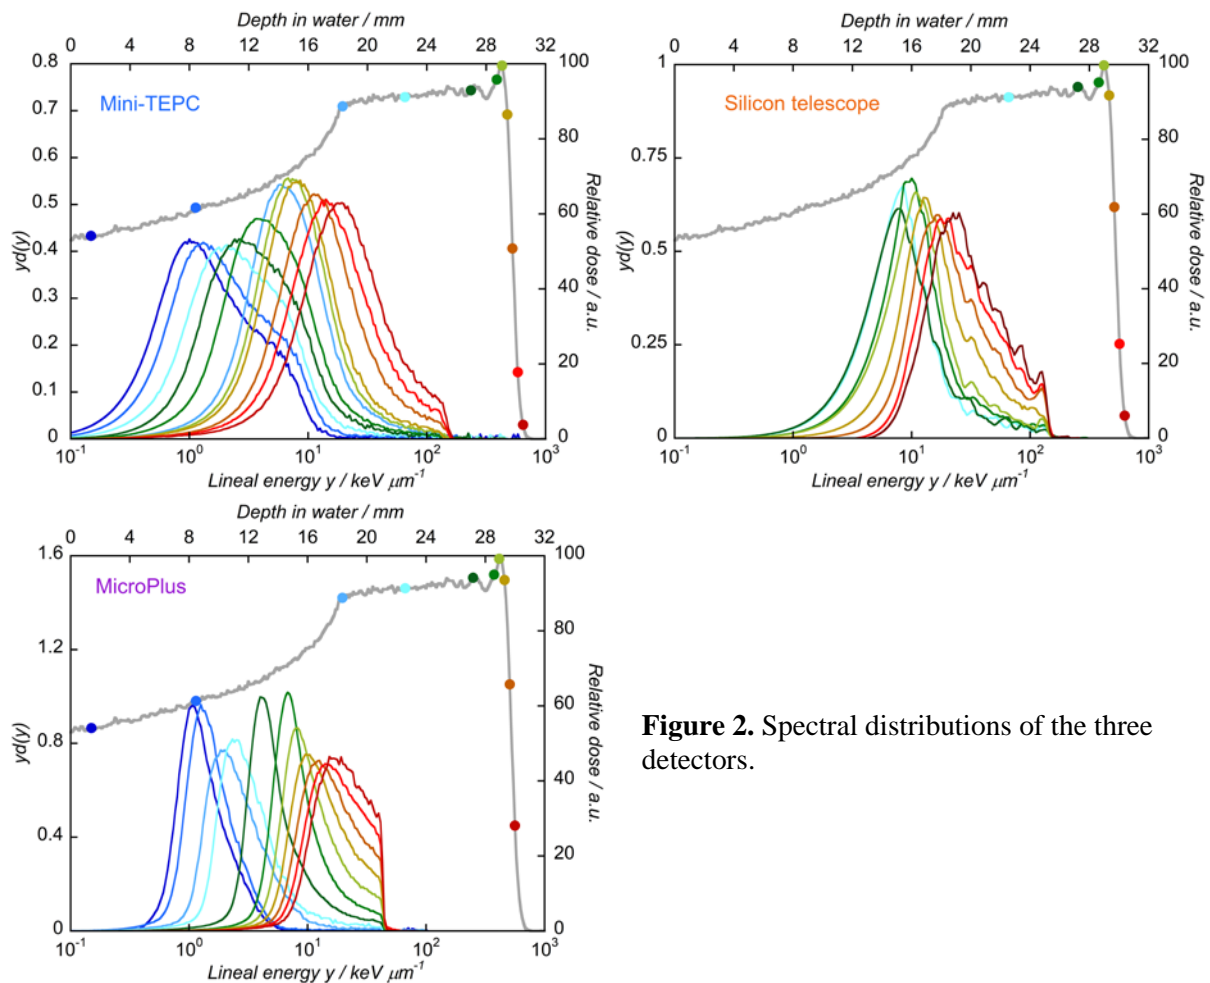 Depth in water / mm
0 4 8 12 16 20 24 28 32
0.8 0.7 0.6 0.5 0.4 0.3 0.2 0.1 0
yd(y)
Mini-TEPC
100 80 60 40 20 0
Relative dose / a.u.
10-1 100 101 102 103
Lineal energy y / keV μm-1
Depth in water / mm
0 4 8 12 16 20 24 28 32
1 0.75 0.5 0.25 0
yd(y)
Silicon telescope
100 80 60 40 20 0
Relative dose / a.u.
10-1 100 101 102 103
Lineal energy y / keV μm-1
Depth in water / mm
0 4 8 12 16 20 24 28 32
1.6 1.2 0.8 0.4 0
yd(y)
MicroPlus
100 80 60 40 20 0
Relative dose / a.u.
10-1 100 101 102 103
Lineal energy y / keV μm-1
Figure 2. Spectral distributions of the three
detectors.